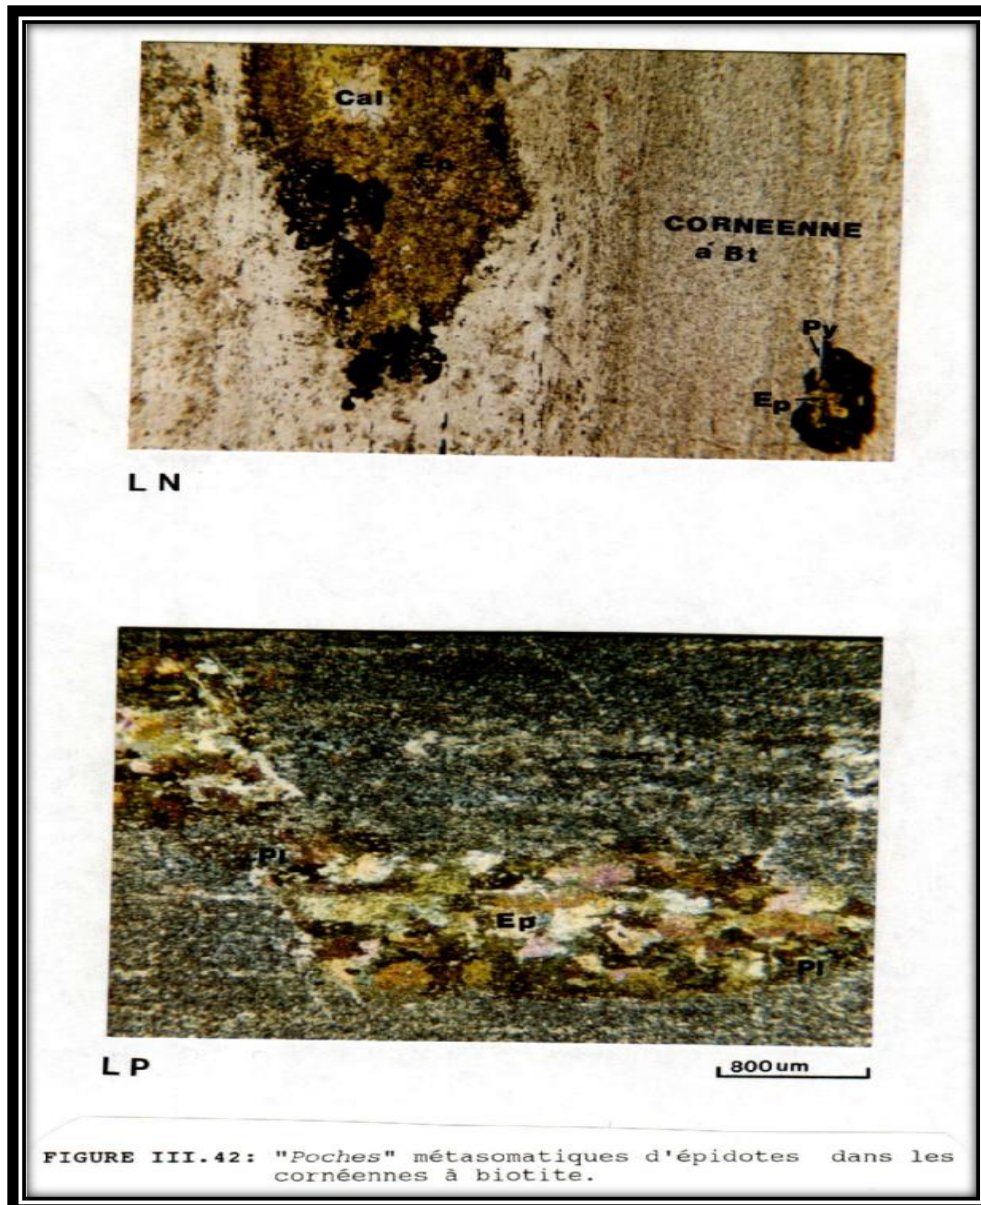 Cal
Ep
CORNEENNE
á Bt
Py
Ep
L N
Pl
Ep
Pl
L P
800um
FIGURE III.42: "Poches" métasomatiques d'épidotes dans les
cornéennes à biotite.